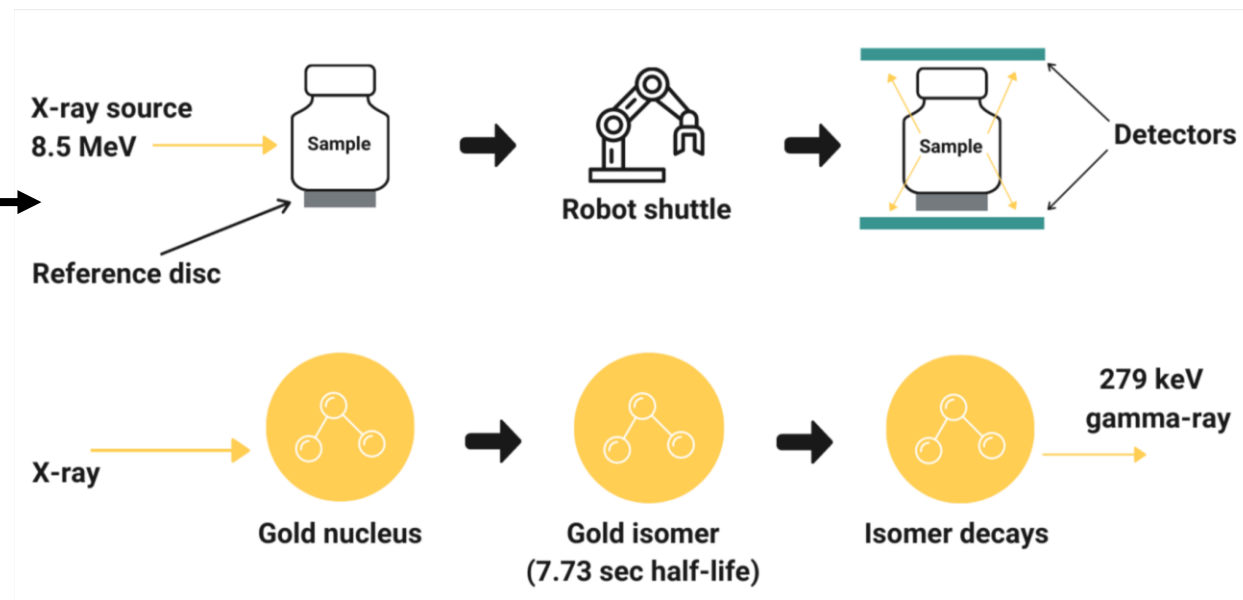 X-ray source
8.5 MeV
Sample
Reference disc
Robot shuttle
Sample
Detectors
X-ray
Gold nucleus
Gold isomer
(7.73 sec half-life)
Isomer decays
279 keV
gamma-ray